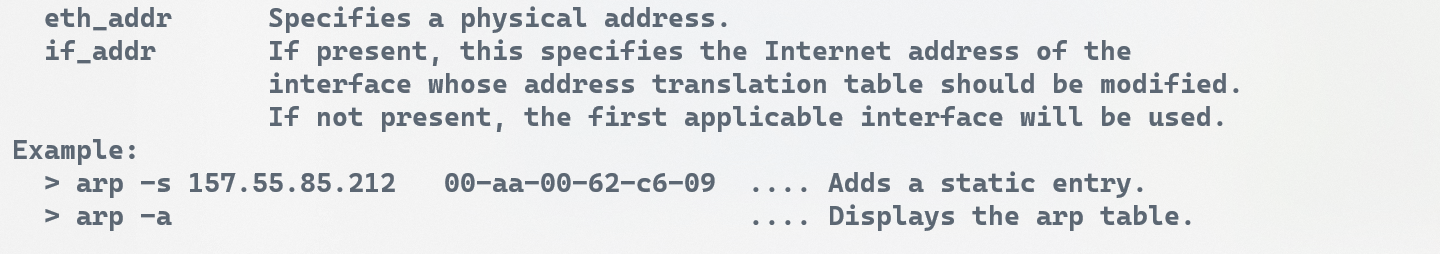 eth_addr      Specifies a physical address.
if_addr       If present, this specifies the Internet address of the
interface whose address translation table should be modified.
If not present, the first applicable interface will be used.
Example:
> arp -s 157.55.85.212   00-aa-00-62-c6-09  .... Adds a static entry.
> arp -a                                    .... Displays the arp table.